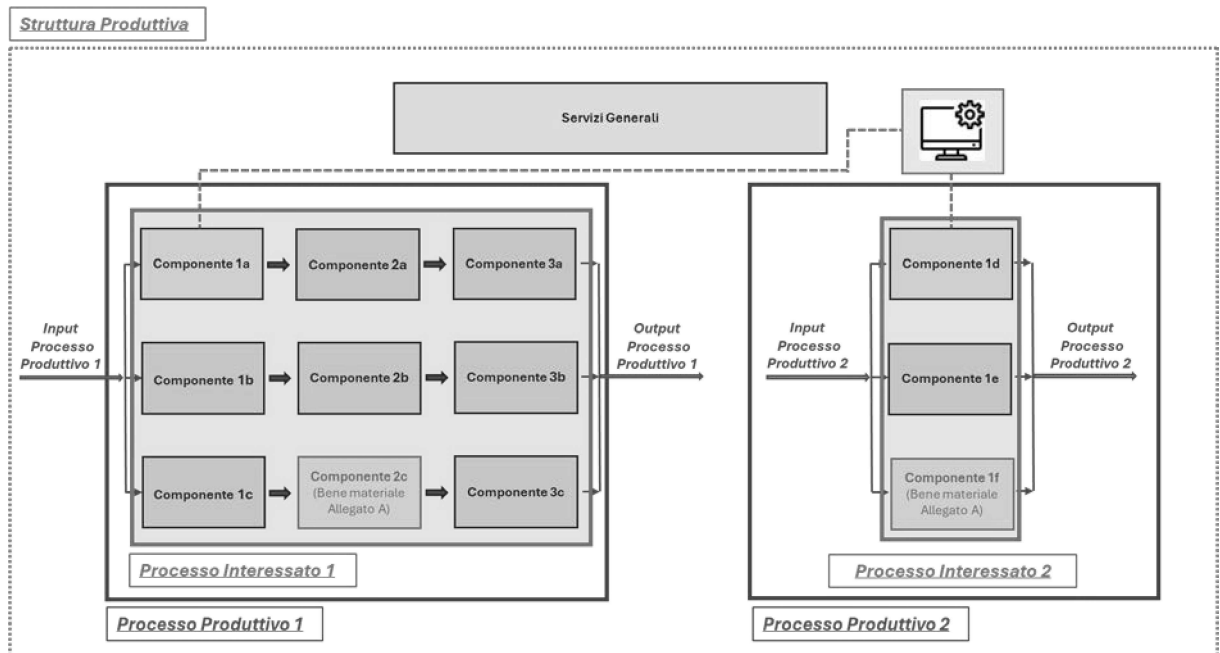 Struttura Produttiva
Servizi Generali
Componente 1a
Componente 2a
Componente 3a
Componente 1d
Input
Processo
Produttivo 1
Output
Processo
Produttivo 1
Input
Processo
Produttivo 2
Output
Processo
Produttivo 2
Componente 1b
Componente 2b
Componente 3b
Componente 1e
Componente 1c
Componente 2c
(Bene materiale
Allegato A)
Componente 3c
Componente 1f
(Bene materiale
Allegato A)
Processo Interessato 1
Processo Interessato 2
Processo Produttivo 1
Processo Produttivo 2